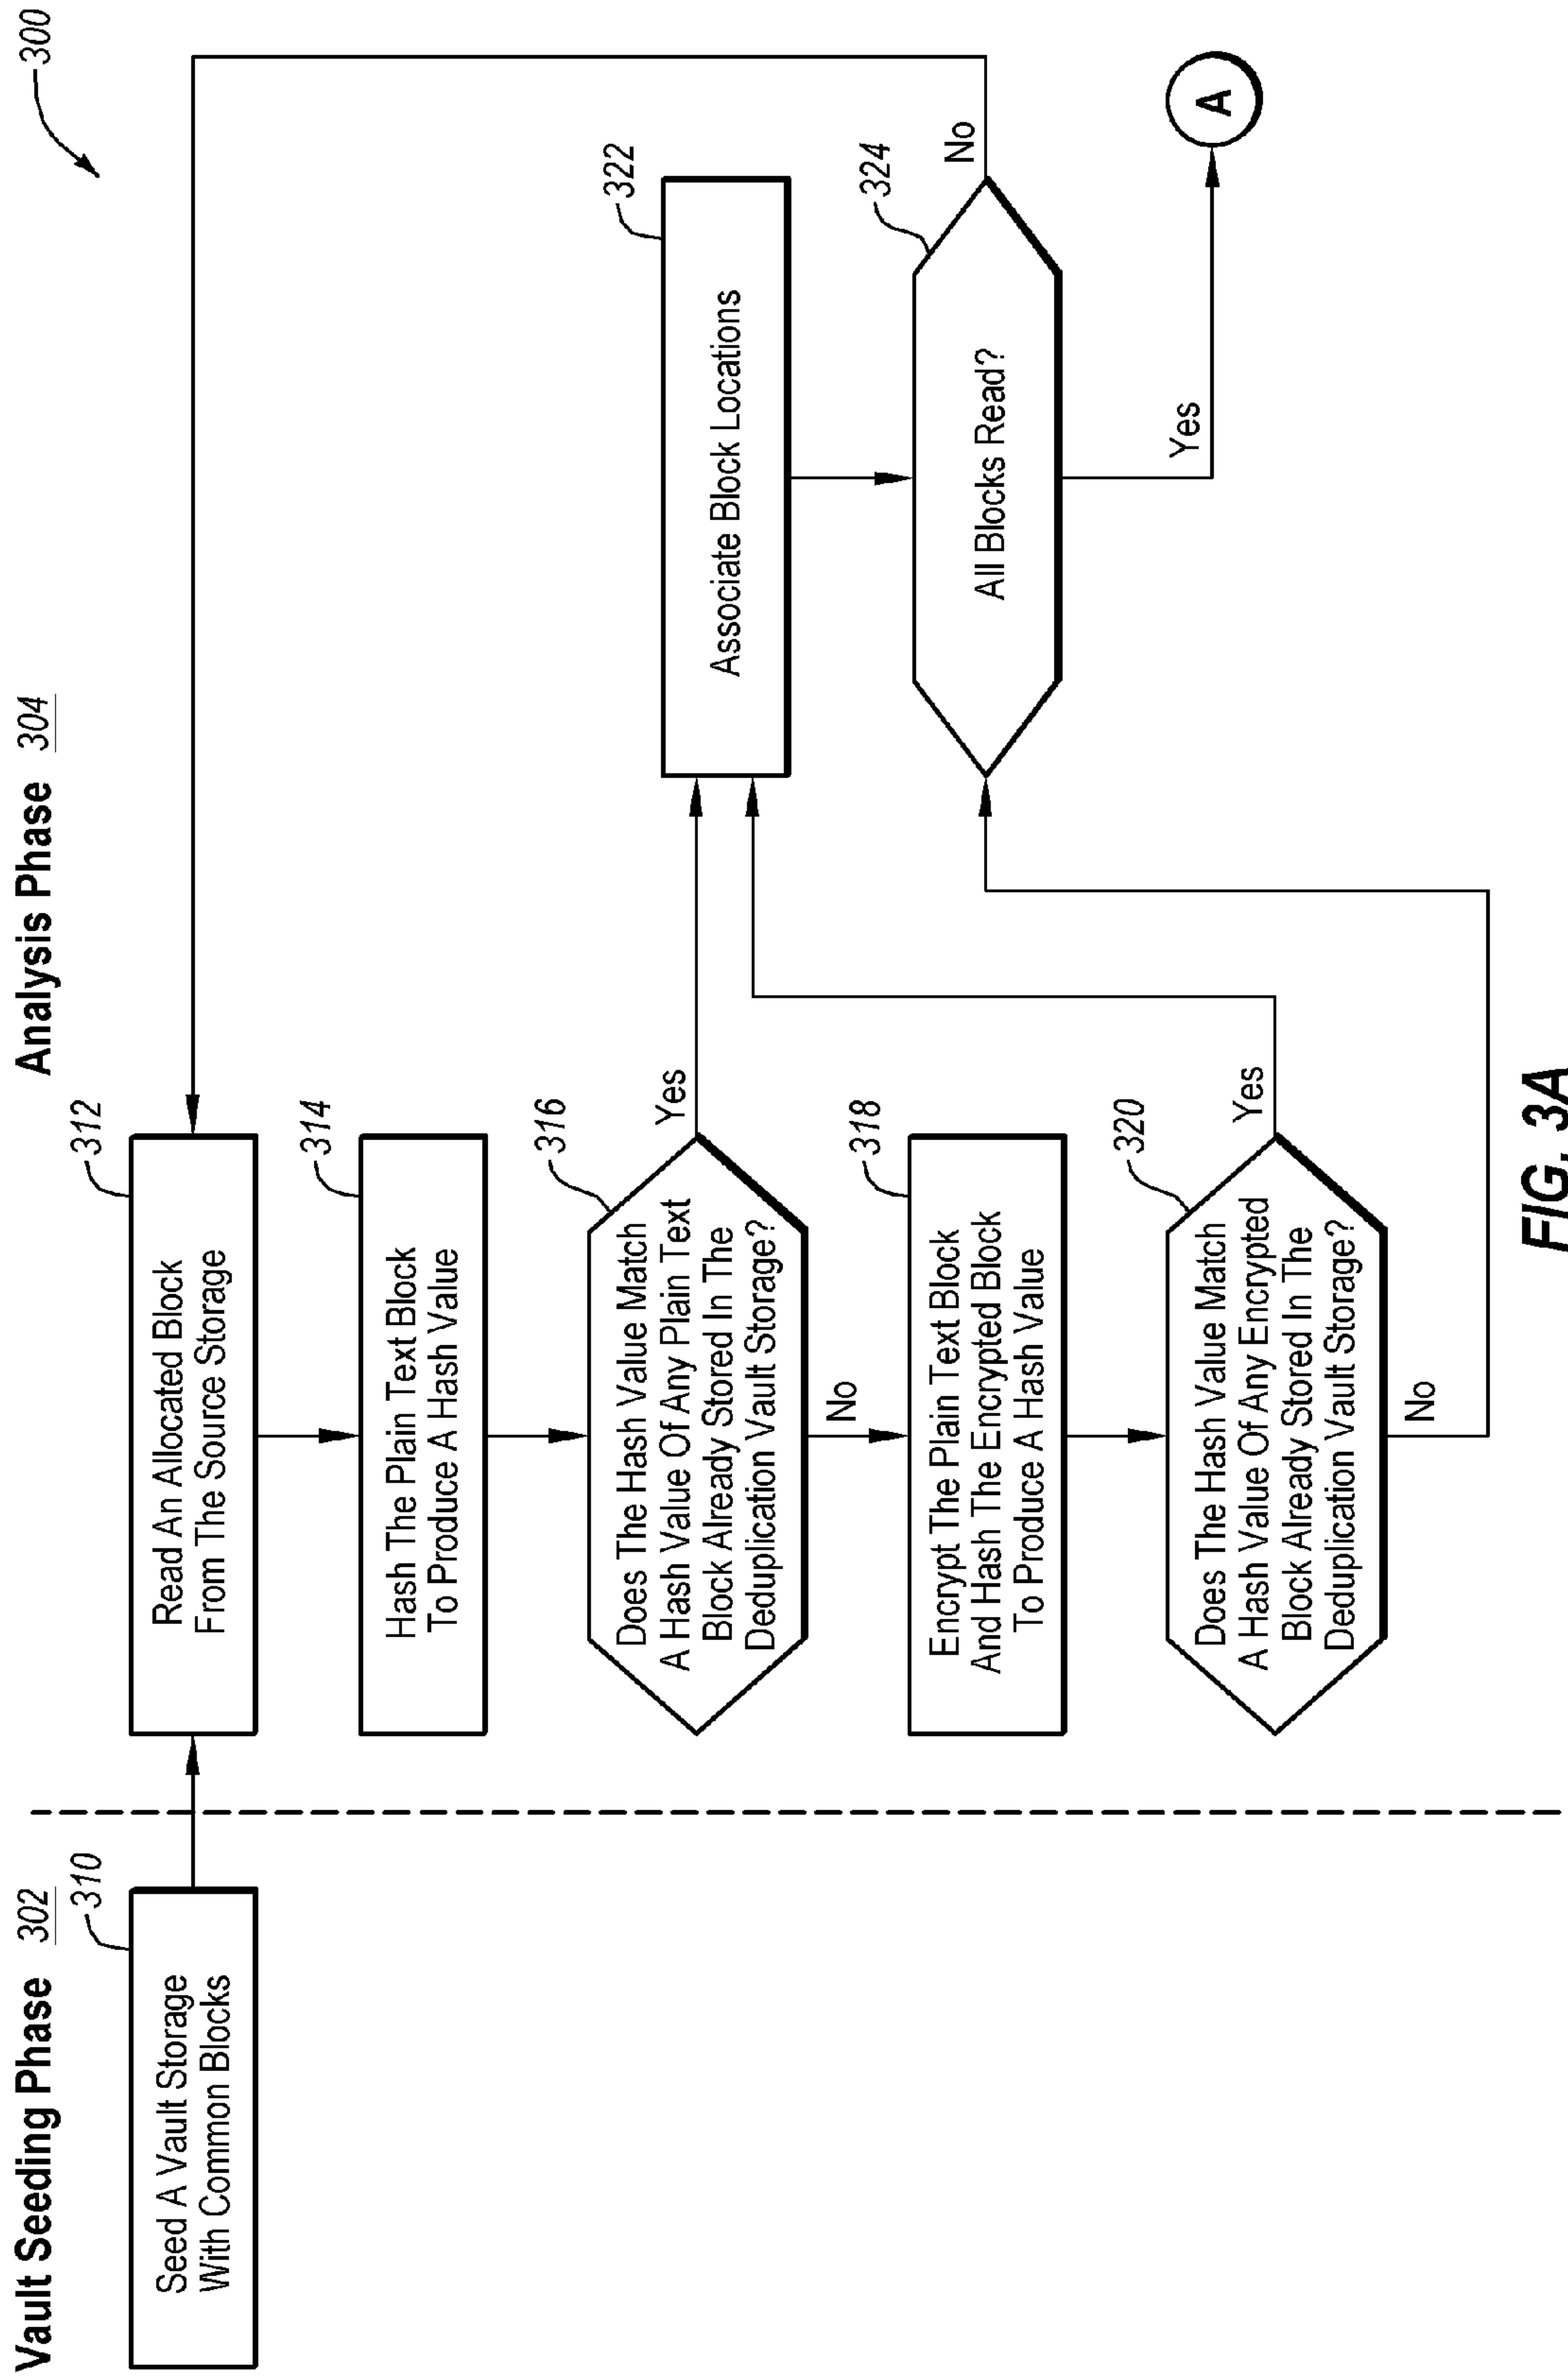 300
Vault Seeding Phase 302
Analysis Phase 304
310
Seed A Vault Storage
With Common Blocks
312
Read An Allocated Block
From The Source Storage
314
Hash The Plain Text Block
To Produce A Hash Value
316
Does The Hash Value Match
A Hash Value Of Any Plain Text
Block Already Stored In The
Deduplication Vault Storage?
Yes
No
318
Encrypt The Plain Text Block
And Hash The Encrypted Block
To Produce A Hash Value
320
Does The Hash Value Match
A Hash Value Of Any Encrypted
Block Already Stored In The
Deduplication Vault Storage?
Yes
No
322
Associate Block Locations
324
All Blocks Read?
No
Yes
A
FIG. 3A